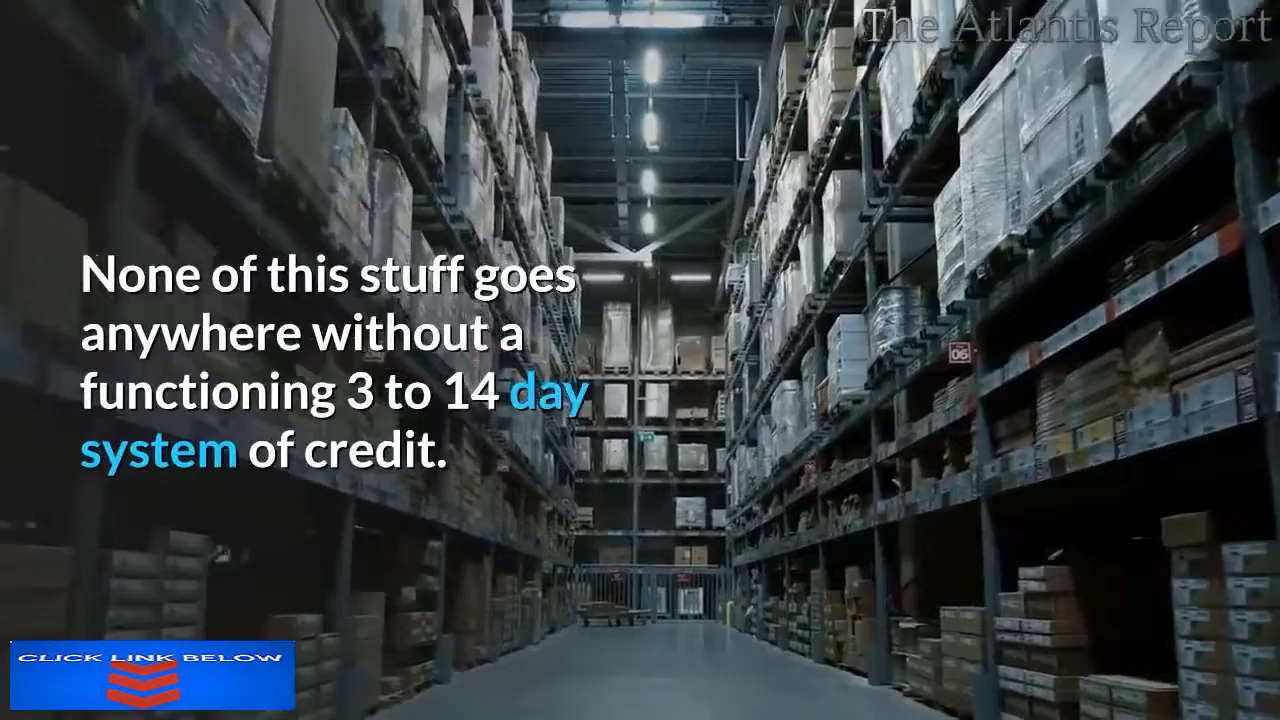 The Atlantis Report
None of this stuff goes
anywhere without a
functioning 3 to 14 day
system of credit.
06
CLICK LINK BELOW